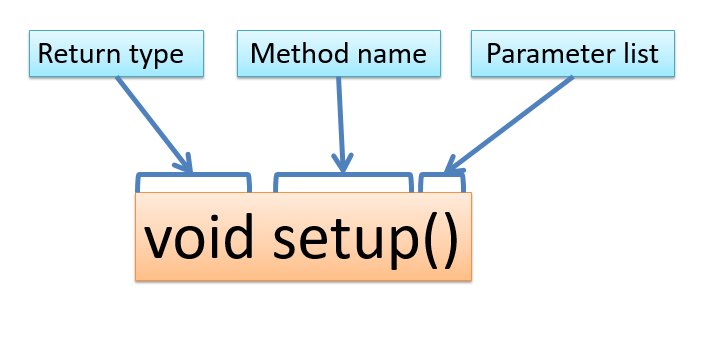 Return type
Method name
Parameter list
void setup()